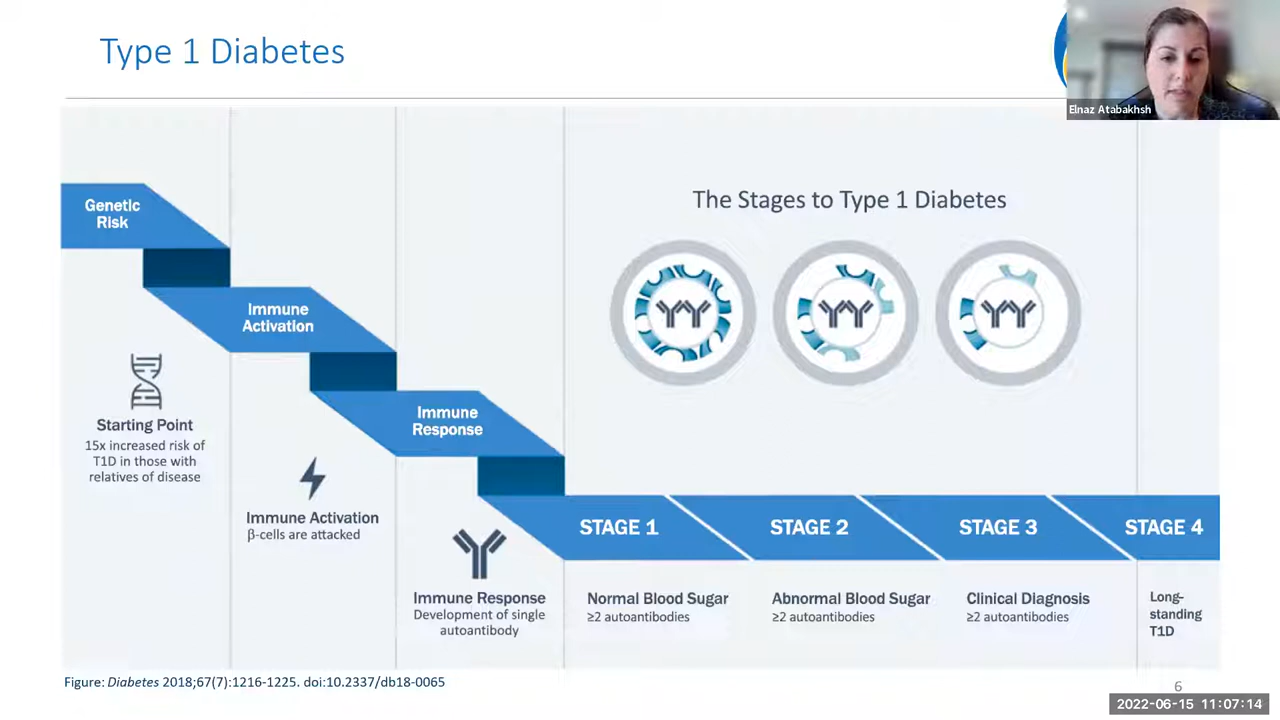 Type 1 Diabetes
Elnaz Atabakhsh
The Stages to Type 1 Diabetes
Genetic
Risk
Immune
Activation
Immune
Response
Starting Point
15x increased risk of
T1D in those with
relatives of disease
Immune Activation
β-cells are attacked
Immune Response
Development of single
autoantibody
STAGE 1
STAGE 2
STAGE 3
STAGE 4
Normal Blood Sugar
≥2 autoantibodies
Abnormal Blood Sugar
≥2 autoantibodies
Clinical Diagnosis
≥2 autoantibodies
Long-
standing
T1D
Figure: Diabetes 2018;67(7):1216-1225. doi:10.2337/db18-0065
6
2022-06-15 11:07:14